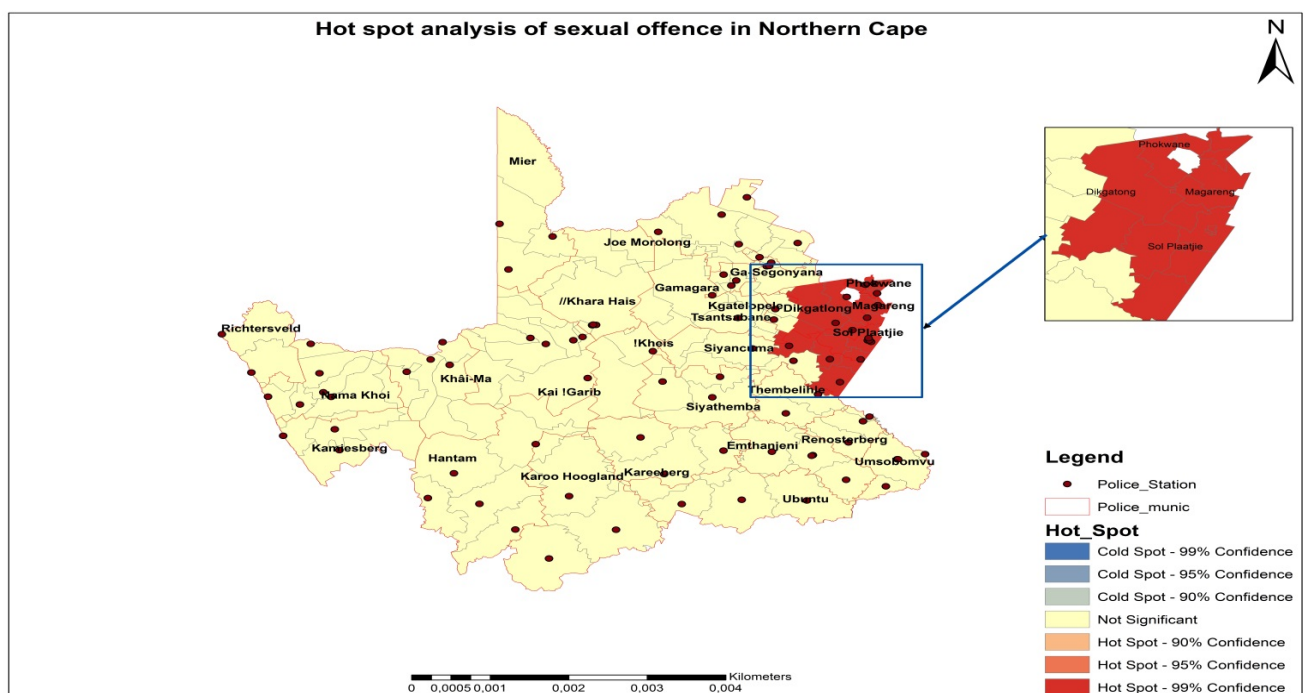 Hot spot analysis of sexual offence in Northern Cape
N
Mier
Joe Morolong
Ga-Segonyana
Gamagara
//Khara Hais
Kgatelopele
Dikgatlong
Phokwane
Magareng
Tsantsabane
Sol Plaatjie
Richtersveld
!Kheis
Siyancuma
Khâi-Ma
Kai !Garib
Thembelihle
Nama Khoi
Siyathemba
Kamiesberg
Emthanjeni
Renosterberg
Hantam
Karoo Hoogland
Kareeberg
Umsobomvu
Ubuntu
Phokwane
Dikgatong
Magareng
Sol Plaatjie
Legend
Police_Station
Police_munic
Hot_Spot
Cold Spot - 99% Confidence
Cold Spot - 95% Confidence
Cold Spot - 90% Confidence
Not Significant
Hot Spot - 90% Confidence
Hot Spot - 95% Confidence
Hot Spot - 99% Confidence
Kilometers
0 0,0005 0,001 0,002 0,003 0,004